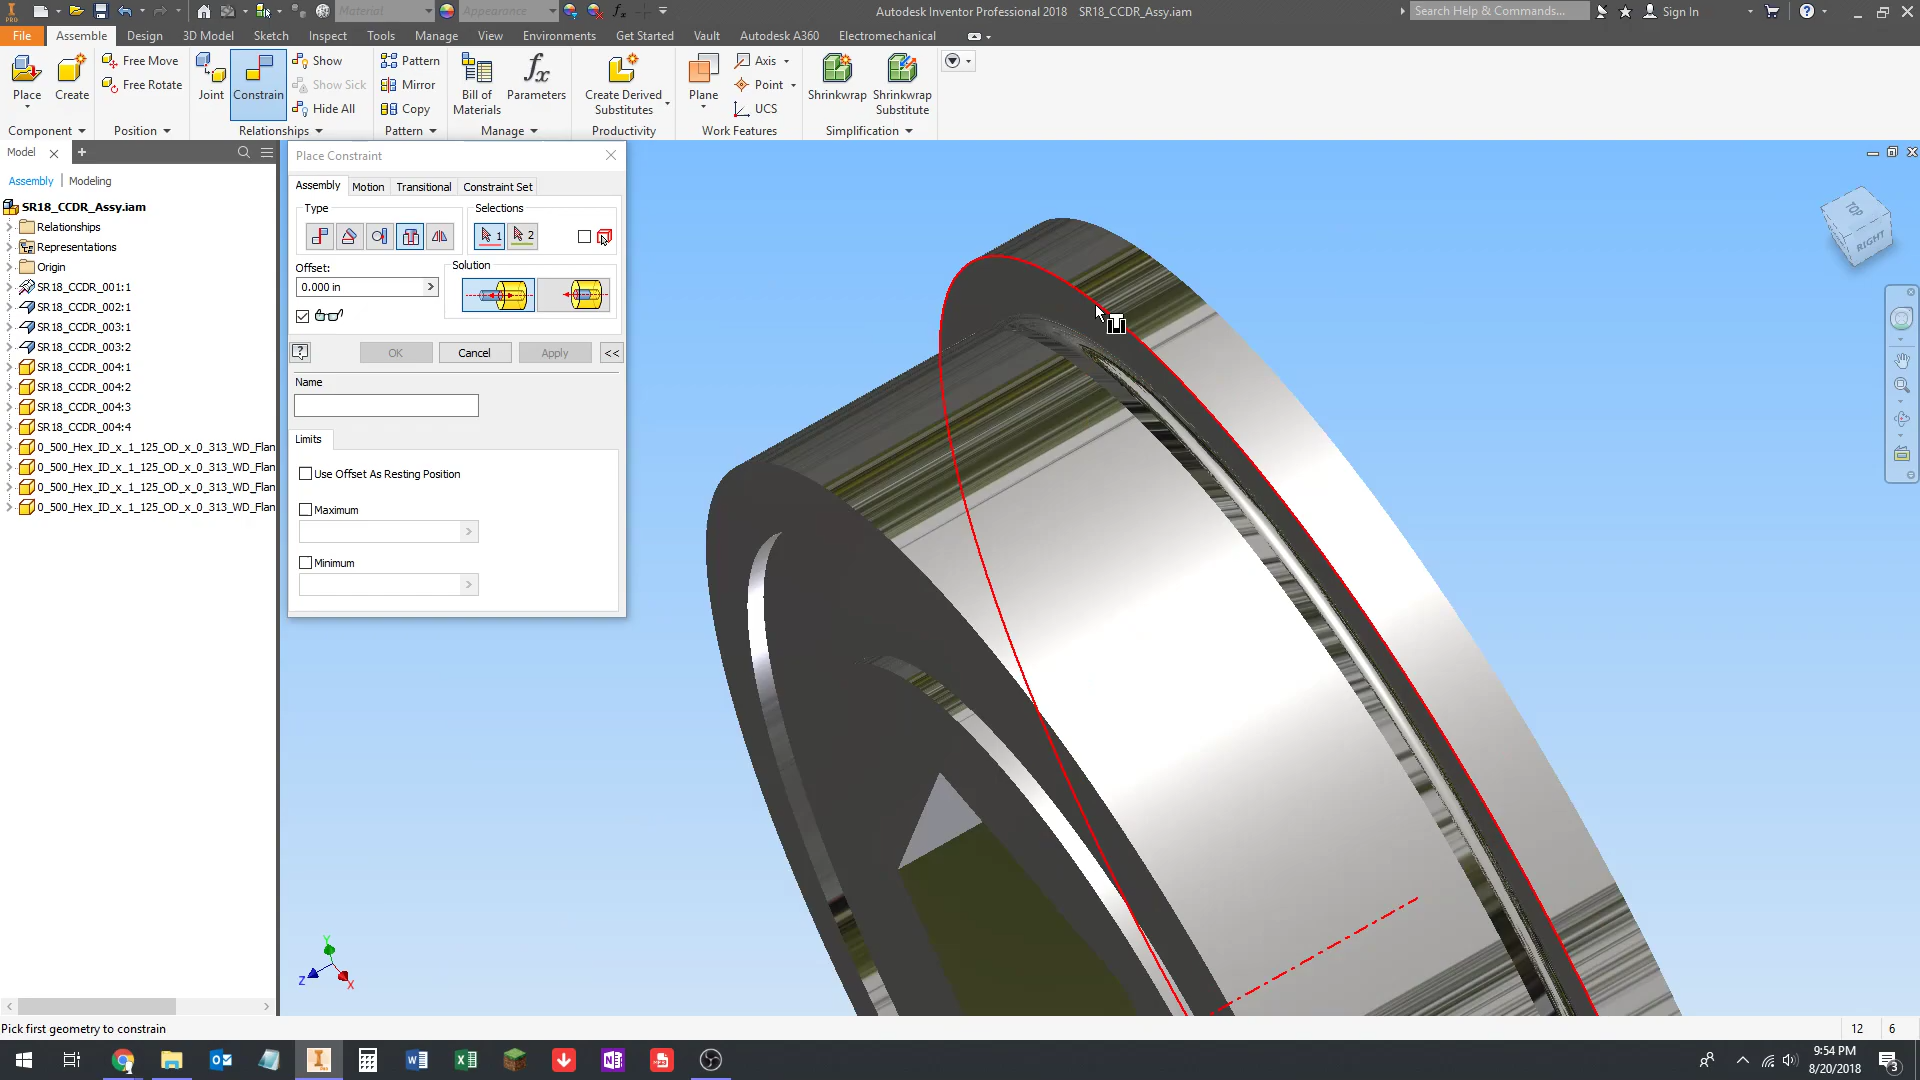 Material
Appearance
Autodesk Inventor Professional 2018 SR18_CCDR_Assy.iam
Search Help & Commands...
Sign In
PRO
File
Assemble
Design
3D Model
Sketch
Inspect
Tools
Manage
View
Environments
Get Started
Vault
Autodesk A360
Electromechanical
Place
Create
Free Move
Free Rotate
Joint
Constrain
Show
Show Sick
Hide All
Pattern
Mirror
Copy
Bill of
Materials
Parameters
Create Derived
Substitutes
Plane
Axis
Point
UCS
Shrinkwrap
Shrinkwrap
Substitute
Component
Position
Relationships
Pattern
Manage
Productivity
Work Features
Simplification
Model
Assembly | Modeling
SR18_CCDR_Assy.iam
Relationships
Representations
Origin
SR18_CCDR_001:1
SR18_CCDR_002:1
SR18_CCDR_003:1
SR18_CCDR_003:2
SR18_CCDR_004:1
SR18_CCDR_004:2
SR18_CCDR_004:3
SR18_CCDR_004:4
0_500_Hex_ID_x_1_125_OD_x_0_313_WD_Flan
0_500_Hex_ID_x_1_125_OD_x_0_313_WD_Flan
0_500_Hex_ID_x_1_125_OD_x_0_313_WD_Flan
0_500_Hex_ID_x_1_125_OD_x_0_313_WD_Flan
Place Constraint
Assembly
Motion
Transitional
Constraint Set
Type
Selections
1
2
Offset:
Solution
0.000 in
OK
Cancel
Apply
<<
Name
Limits
Use Offset As Resting Position
Maximum
Minimum
TOP
RIGHT
Y
Z
X
Pick first geometry to constrain
12
6
9:54 PM
8/20/2018
3